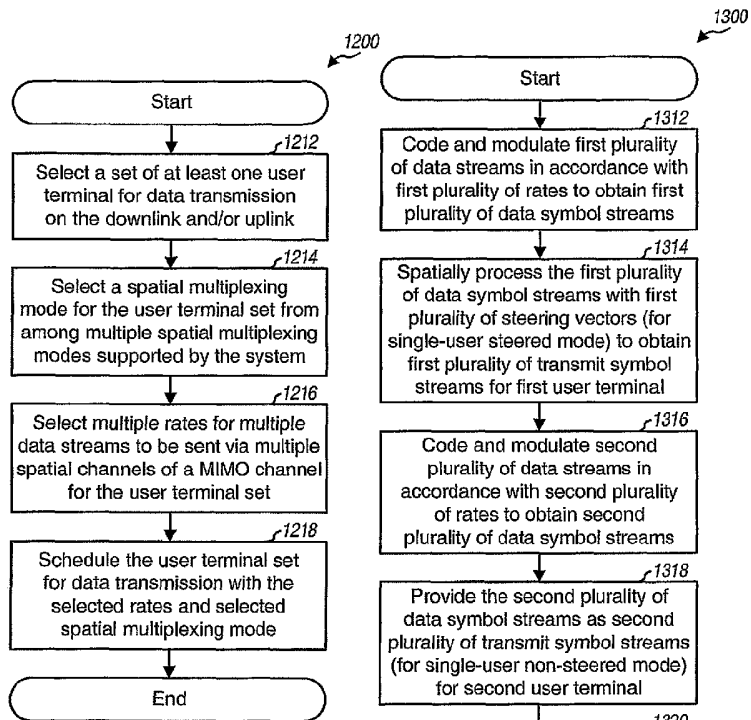 1200
Start
1212
Select a set of at least one user
terminal for data transmission
on the downlink and/or uplink
1214
Select a spatial multiplexing
mode for the user terminal set from
among multiple spatial multiplexing
modes supported by the system
1216
Select multiple rates for multiple
data streams to be sent via multiple
spatial channels of a MIMO channel
for the user terminal set
1218
Schedule the user terminal set
for data transmission with the
selected rates and selected
spatial multiplexing mode
End
1300
Start
1312
Code and modulate first plurality
of data streams in accordance with
first plurality of rates to obtain first
plurality of data symbol streams
1314
Spatially process the first plurality
of data symbol streams with first
plurality of steering vectors (for
single-user steered mode) to obtain
first plurality of transmit symbol
streams for first user terminal
1316
Code and modulate second
plurality of data streams in
accordance with second plurality
of rates to obtain second
plurality of data symbol streams
1318
Provide the second plurality of
data symbol streams as second
plurality of transmit symbol streams
(for single-user non-steered mode)
for second user terminal